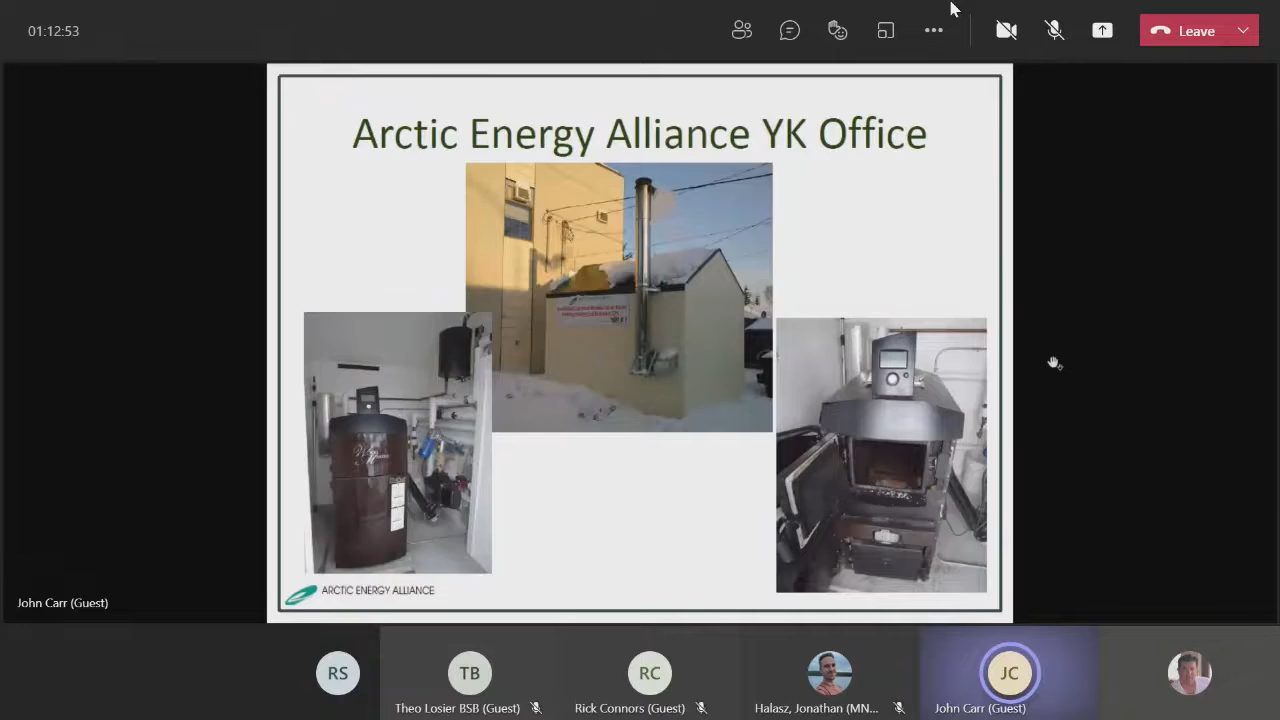 01:12:53
Leave
Arctic Energy Alliance YK Office
ARCTIC ENERGY ALLIANCE
John Carr (Guest)
RS
TB
RC
JC
Theo Losier BSB (Guest)
Rick Connors (Guest)
Halasz, Jonathan (MN...
John Carr (Guest)